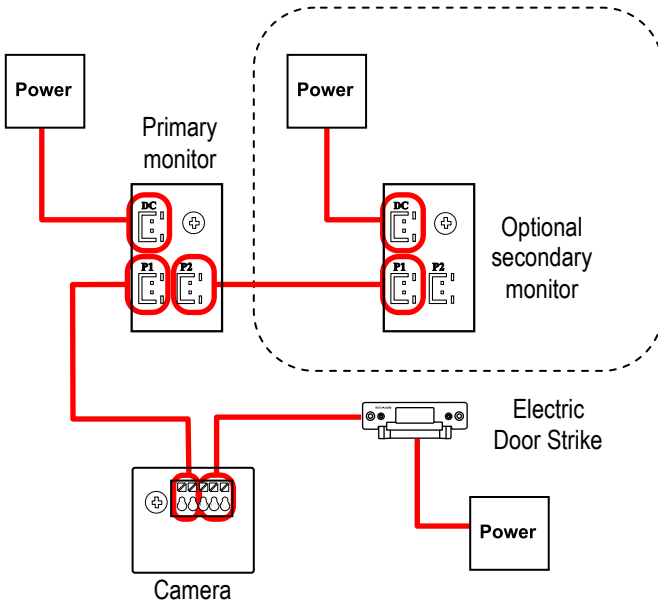 Power
Power
Primary
monitor
DC
DC
Optional
secondary
monitor
P1
P2
P1
P2
Electric
Door Strike
Power
Camera